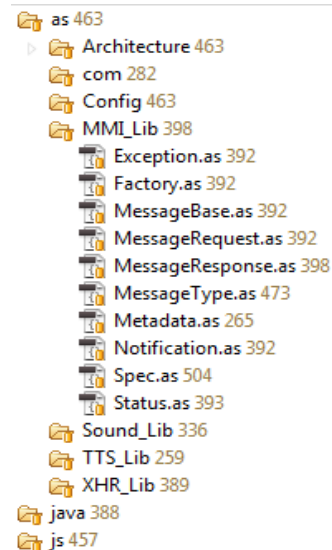 as 463
Architecture 463
com 282
Config 463
MMI_Lib 398
Exception.as 392
Factory.as 392
MessageBase.as 392
MessageRequest.as 392
MessageResponse.as 398
MessageType.as 473
Metadata.as 265
Notification.as 392
Spec.as 504
Status.as 393
Sound_Lib 336
TTS_Lib 259
XHR_Lib 389
java 388
js 457